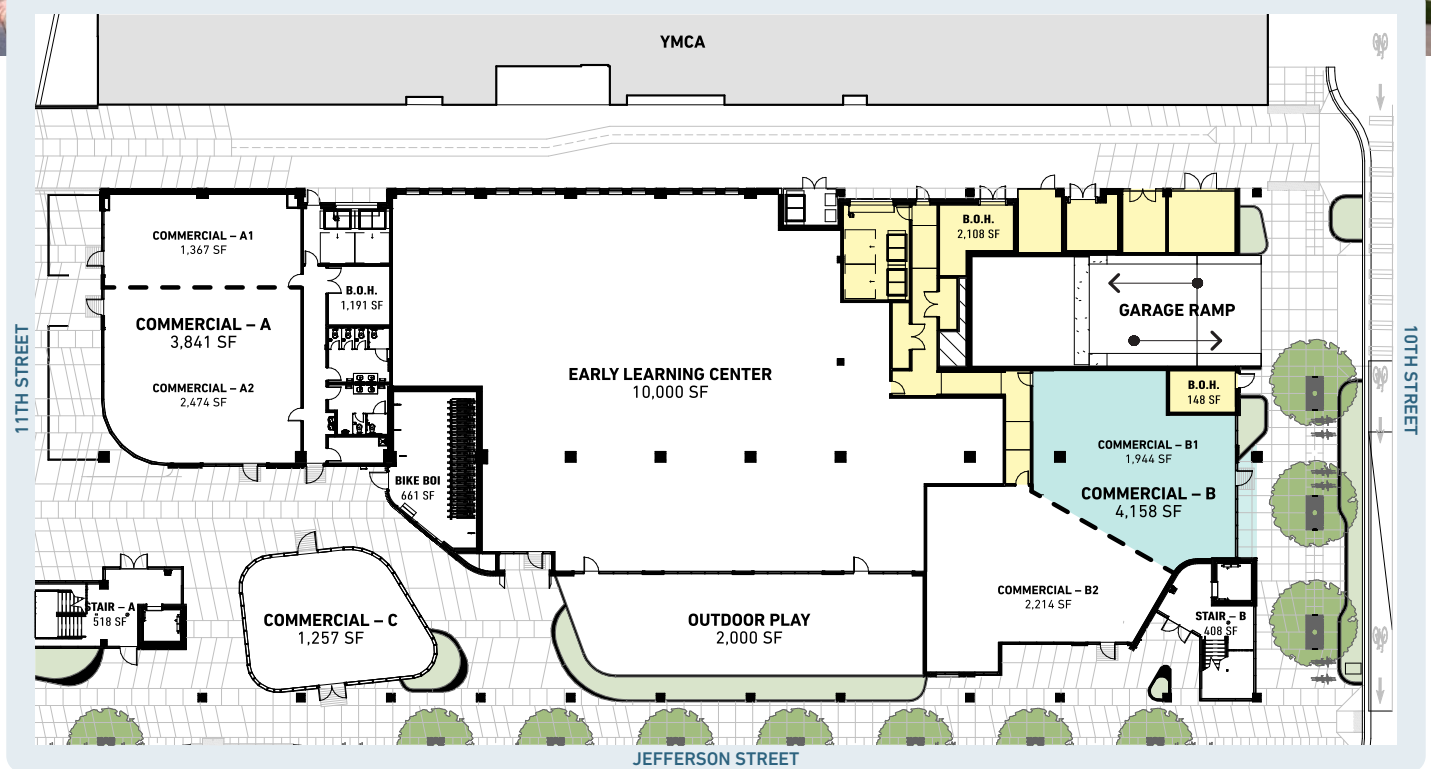 YMCA
COMMERCIAL – A1
1,367 SF
COMMERCIAL – A
3,841 SF
COMMERCIAL – A2
2,474 SF
B.O.H.
1,191 SF
BIKE BOI
661 SF
EARLY LEARNING CENTER
10,000 SF
B.O.H.
2,108 SF
GARAGE RAMP
B.O.H.
148 SF
COMMERCIAL – B1
1,944 SF
COMMERCIAL – B
4,158 SF
COMMERCIAL – B2
2,214 SF
STAIR – B
408 SF
OUTDOOR PLAY
2,000 SF
COMMERCIAL – C
1,257 SF
STAIR – A
518 SF
11TH STREET
10TH STREET
JEFFERSON STREET